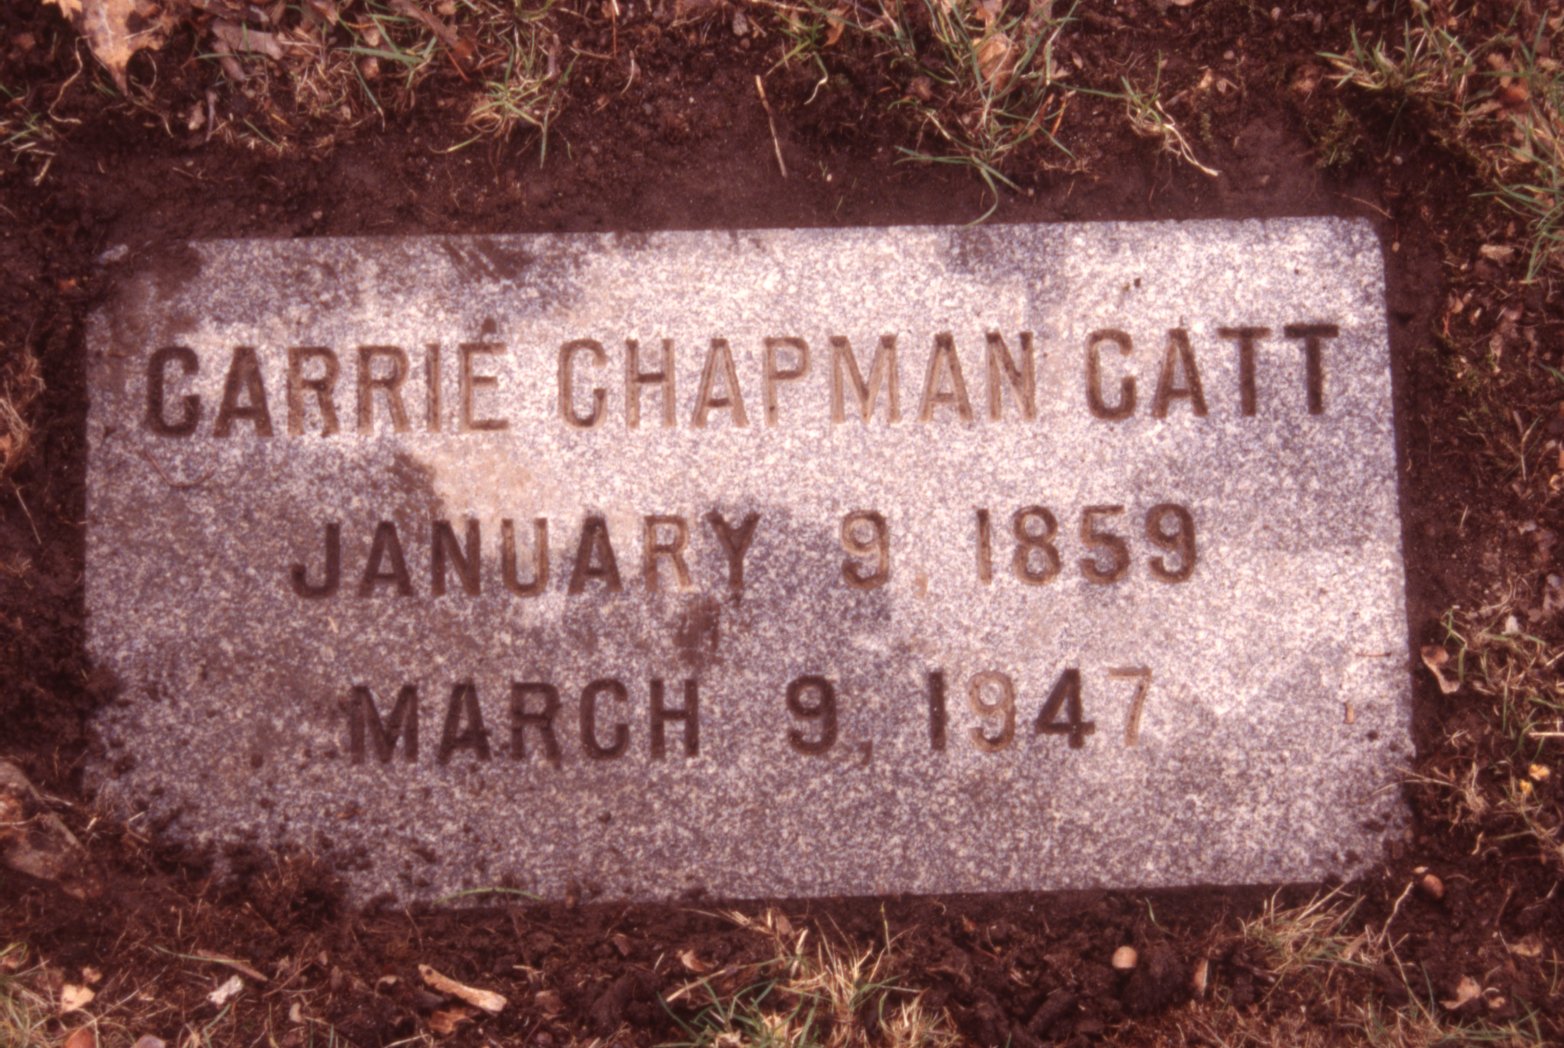 CARRIE CHAPMAN CATT
JANUARY 9, 1859
MARCH 9, 1947